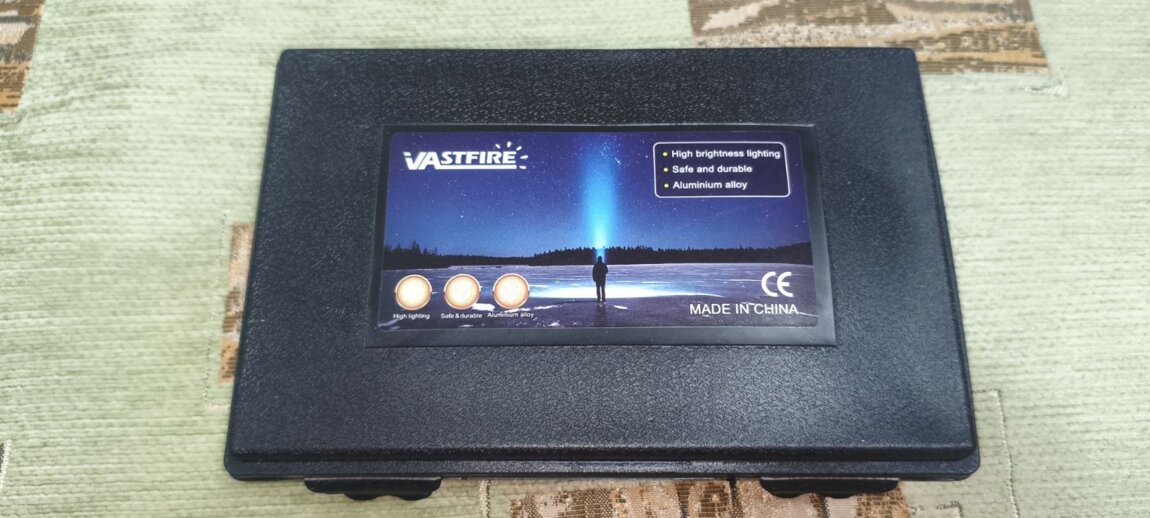 VASTFIRE
High brightness lighting
Safe and durable
Aluminium alloy
High lighting
Safe & durable
Aluminium alloy
CE
MADE IN CHINA